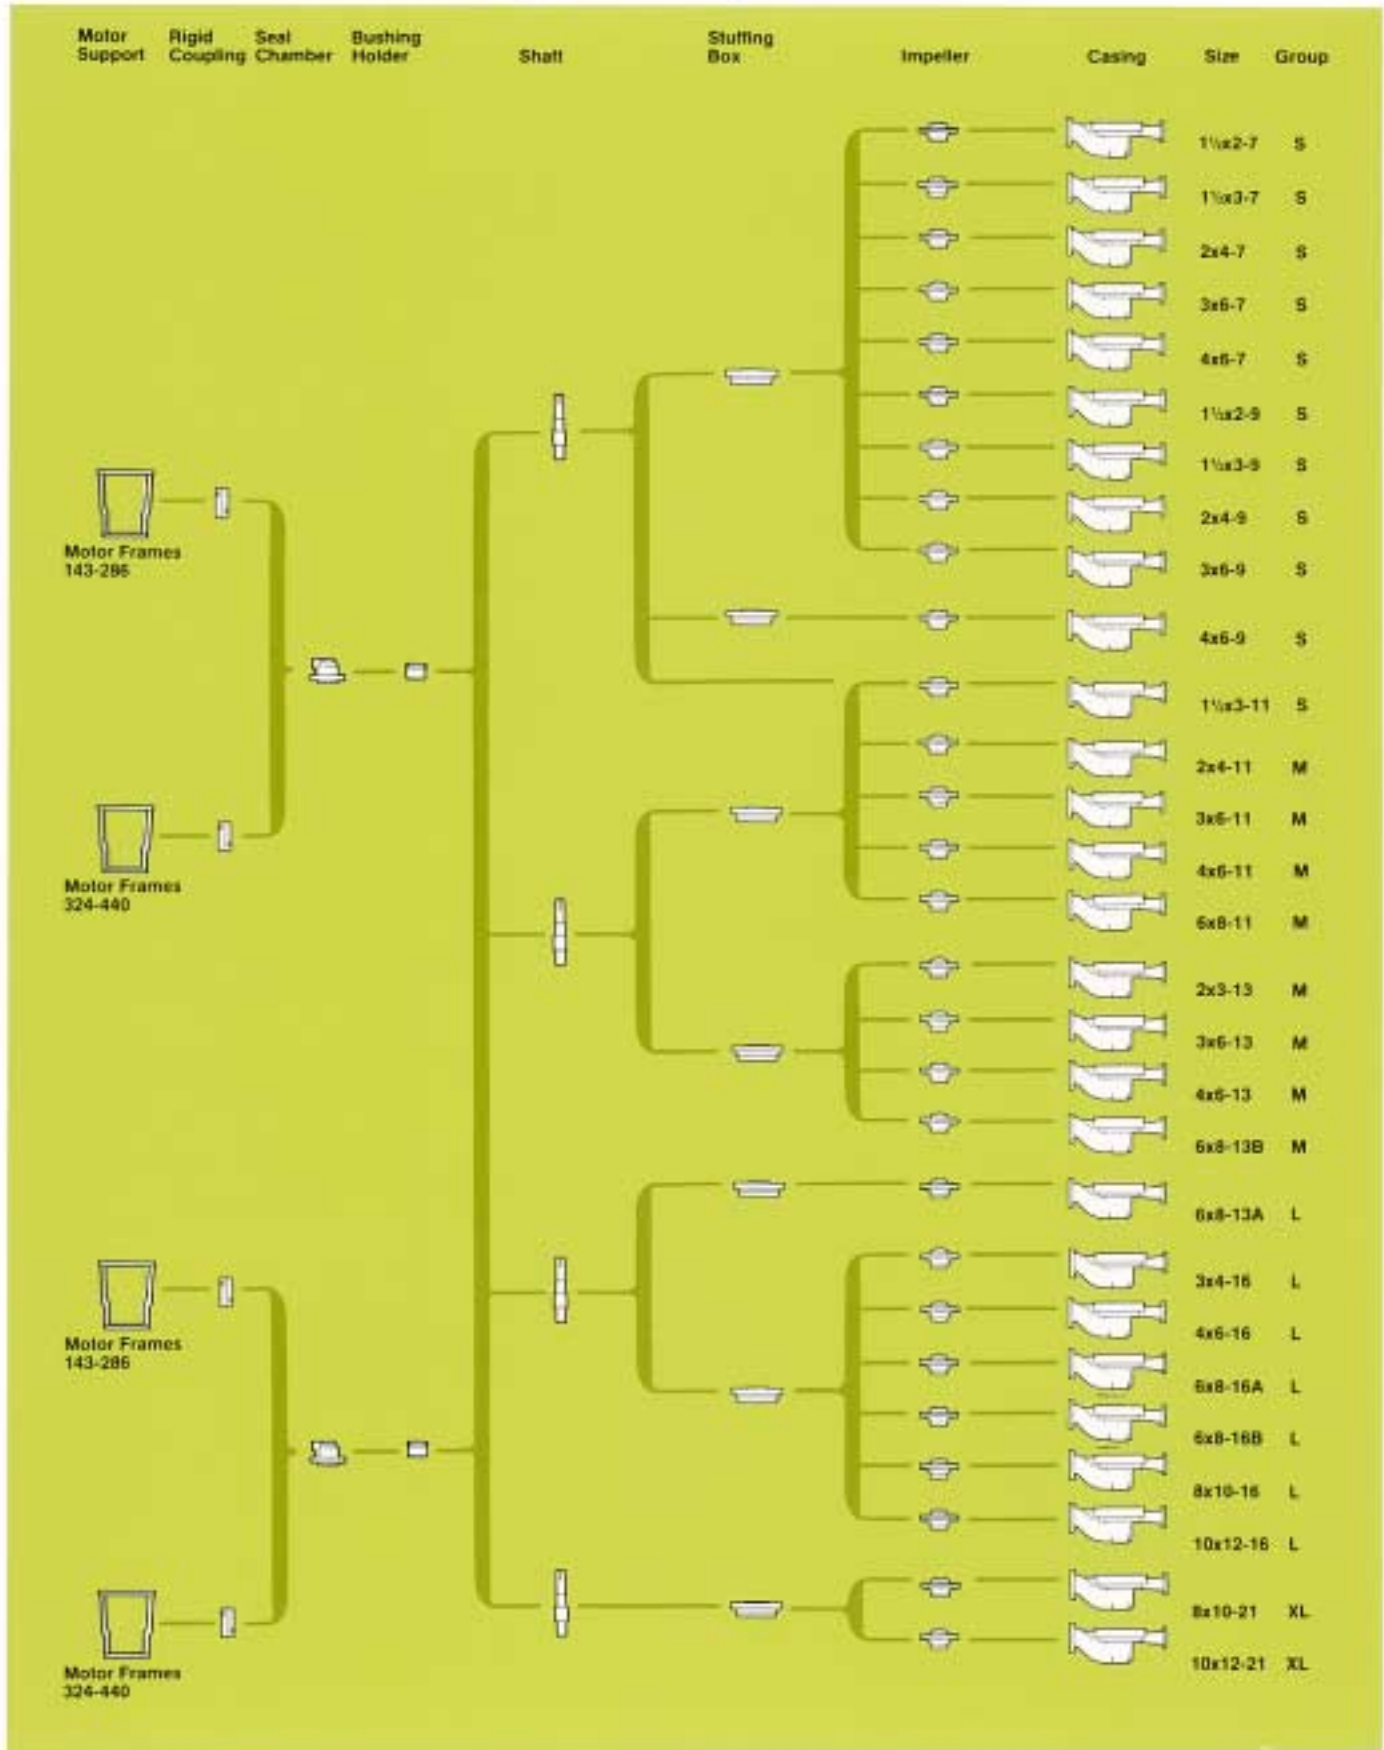 Motor Support
Rigid Coupling
Seal Chamber
Bushing Holder
Shaft
Stuffing Box
Impeller
Casing
Size
Group
1½x2-7 S
1½x3-7 S
2x4-7 S
3x6-7 S
4x6-7 S
1½x2-9 S
1½x3-9 S
2x4-9 S
3x6-9 S
4x6-9 S
1½x3-11 S
2x4-11 M
3x6-11 M
4x6-11 M
6x8-11 M
2x3-13 M
3x6-13 M
4x6-13 M
6x8-13B M
6x8-13A L
3x4-16 L
4x6-16 L
6x8-16A L
6x8-16B L
8x10-16 L
10x12-16 L
8x10-21 XL
10x12-21 XL
Motor Frames
143-286
Motor Frames
324-440
Motor Frames
143-286
Motor Frames
324-440